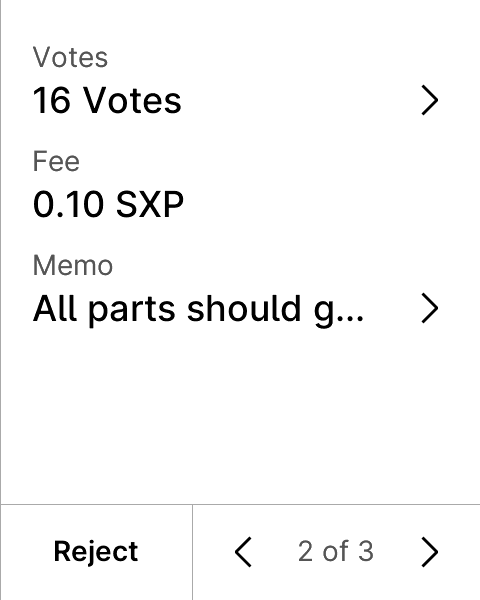 Votes
16 Votes
Fee
0.10 SXP
Memo
All parts should g...
Reject
2 of 3